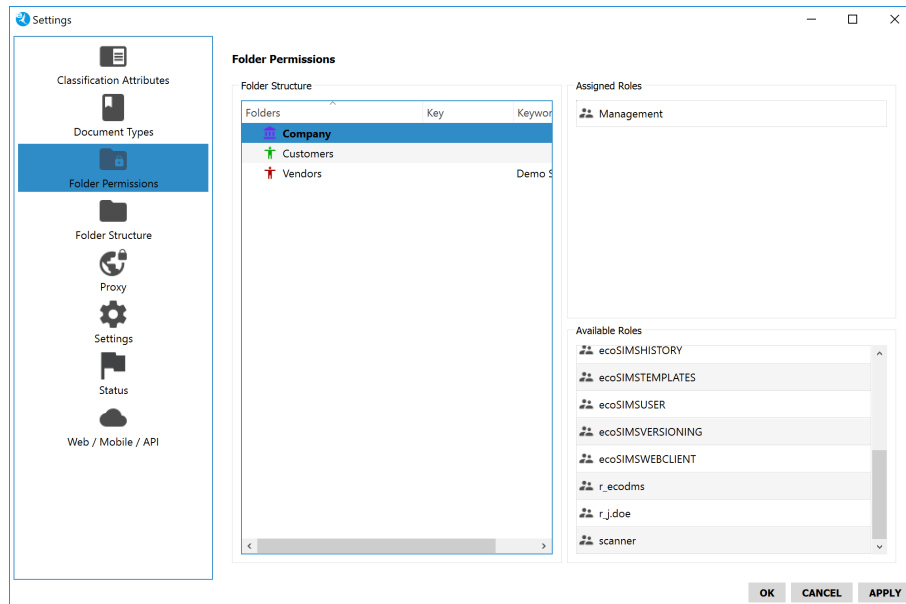 Settings
Classification Attributes
Document Types
Folder Permissions
Folder Structure
Proxy
Settings
Status
Web / Mobile / API
Folder Permissions
Folder Structure
Folders Key Keywor
Company
Customers
Vendors Demo S
Assigned Roles
Management
Available Roles
ecoSIMSHISTORY
ecoSIMSTEMPLATES
ecoSIMSUSER
ecoSIMSVERSIONING
ecoSIMSWEBCLIENT
r_ecodms
r_j.doe
scanner
OK CANCEL APPLY